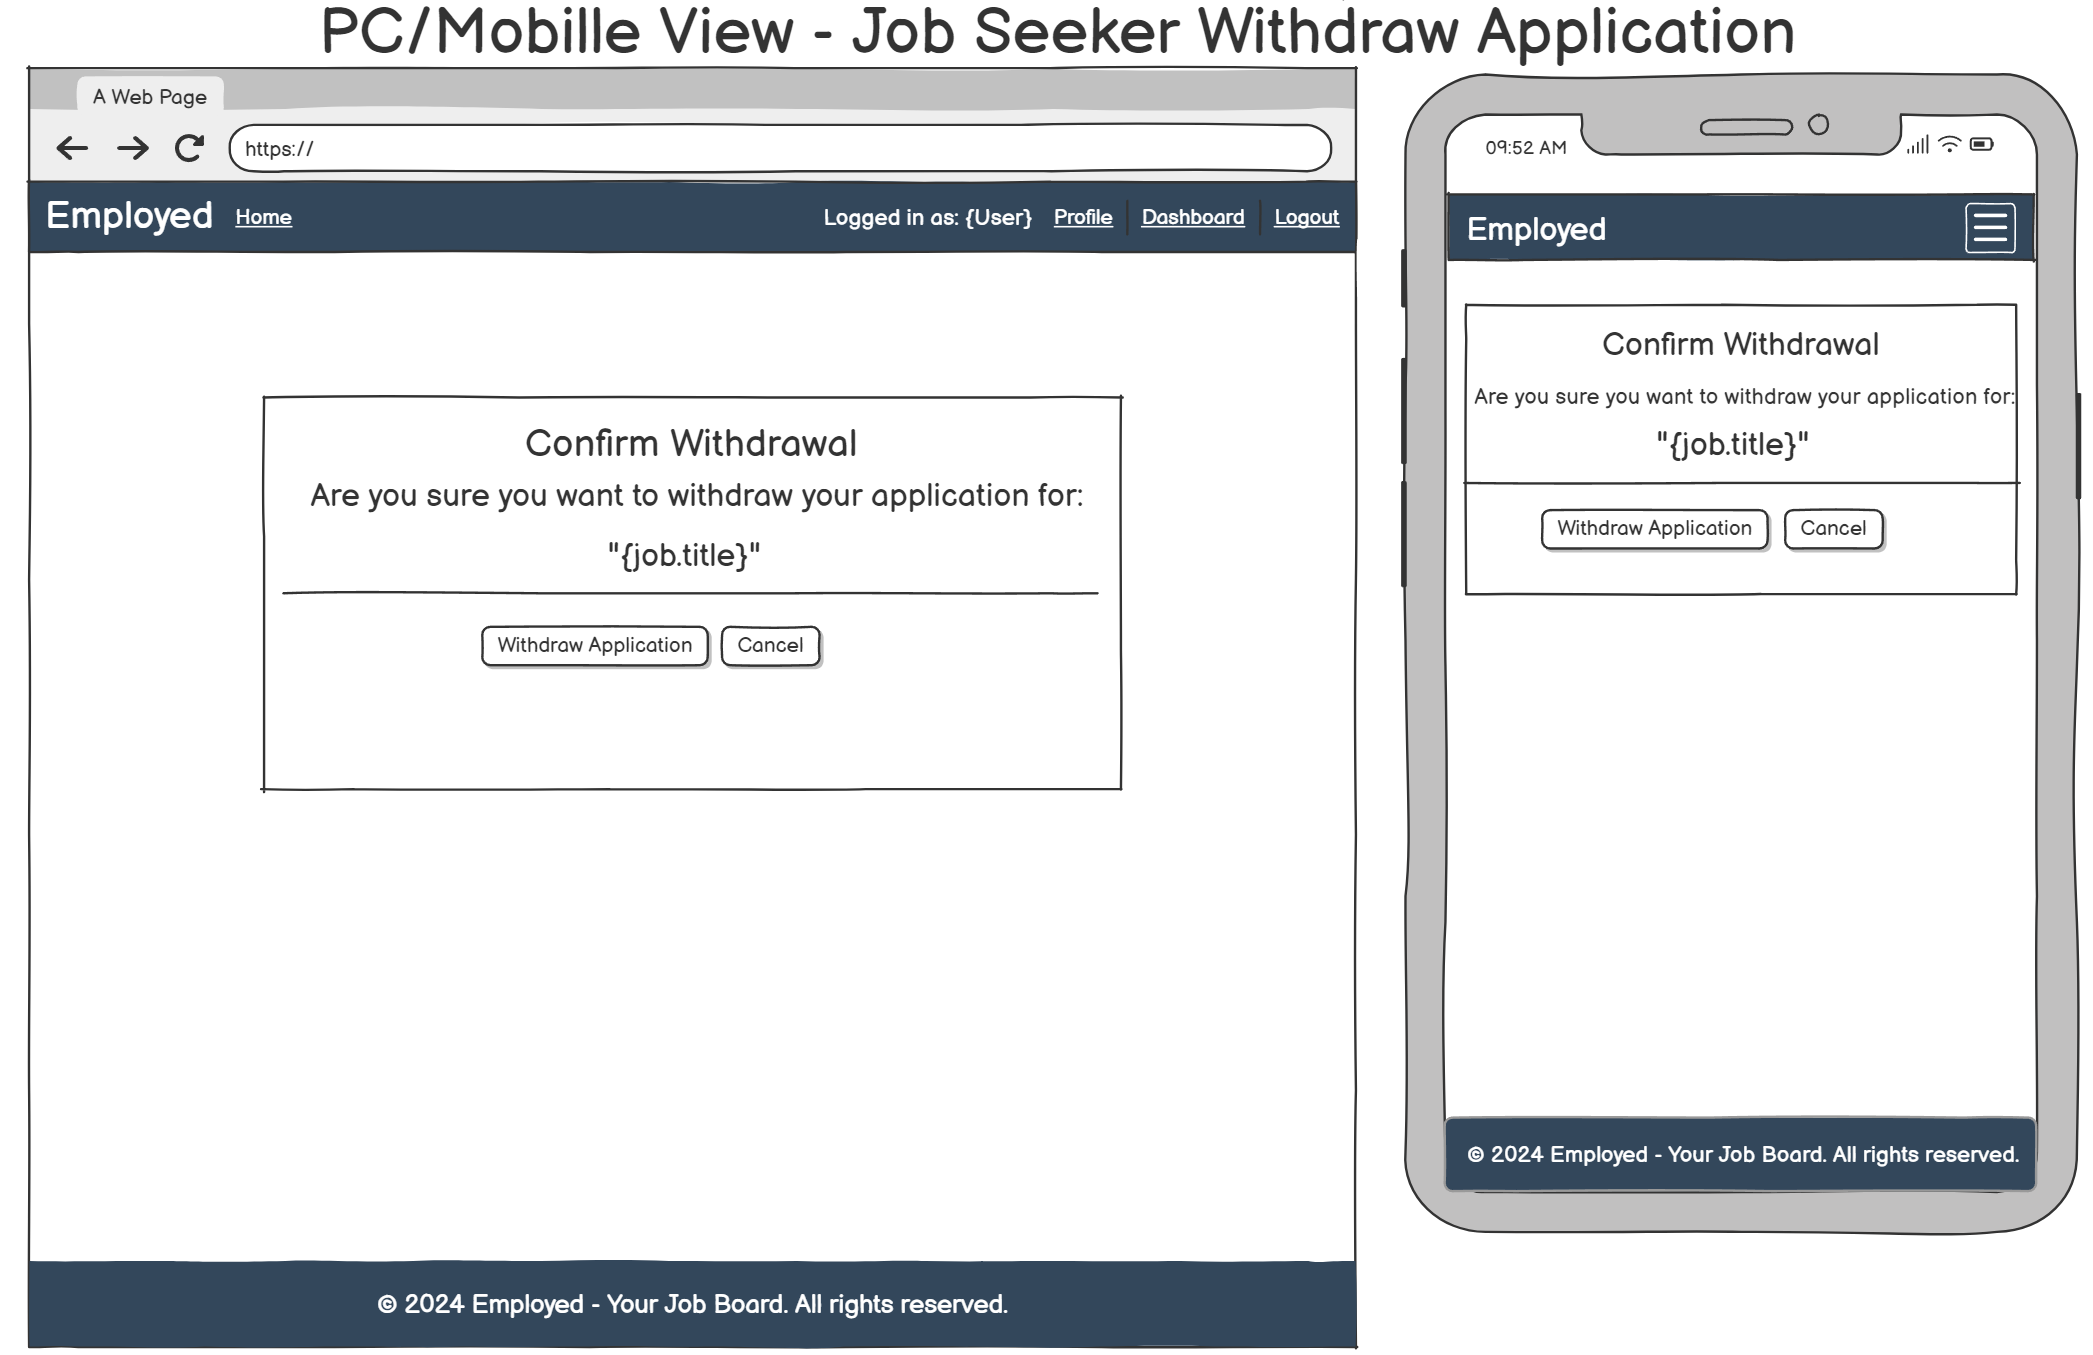 PC/Mobille View - Job Seeker Withdraw Application
A Web Page
https://
Employed Home Logged in as: {User} Profile Dashboard Logout
Confirm Withdrawal
Are you sure you want to withdraw your application for:
"{job.title}"
Withdraw Application Cancel
© 2024 Employed - Your Job Board. All rights reserved.
09:52 AM
Employed
Confirm Withdrawal
Are you sure you want to withdraw your application for:
"{job.title}"
Withdraw Application Cancel
© 2024 Employed - Your Job Board. All rights reserved.